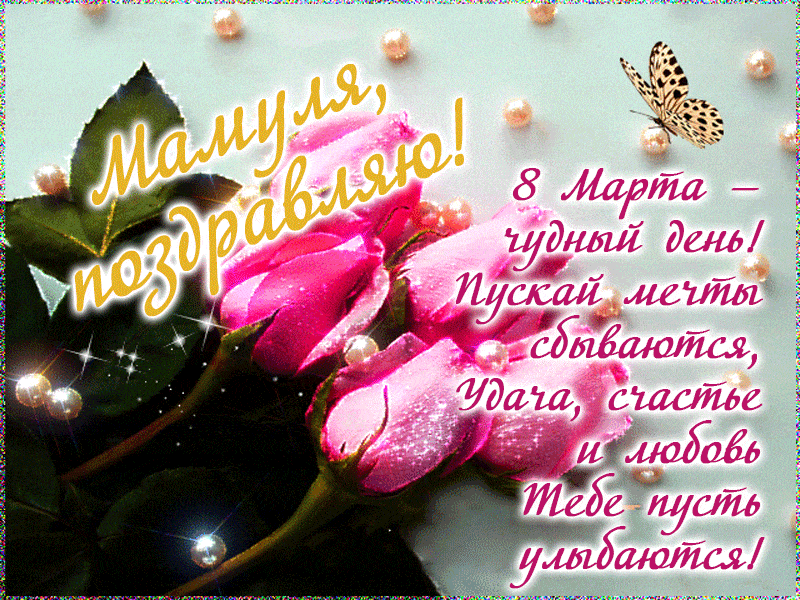 Мамуля,
поздравляю!
8 Марта –
чудный день!
Пускай мечты
сбываются,
Удача, счастье
и любовь
Тебе пусть
улыбаются!